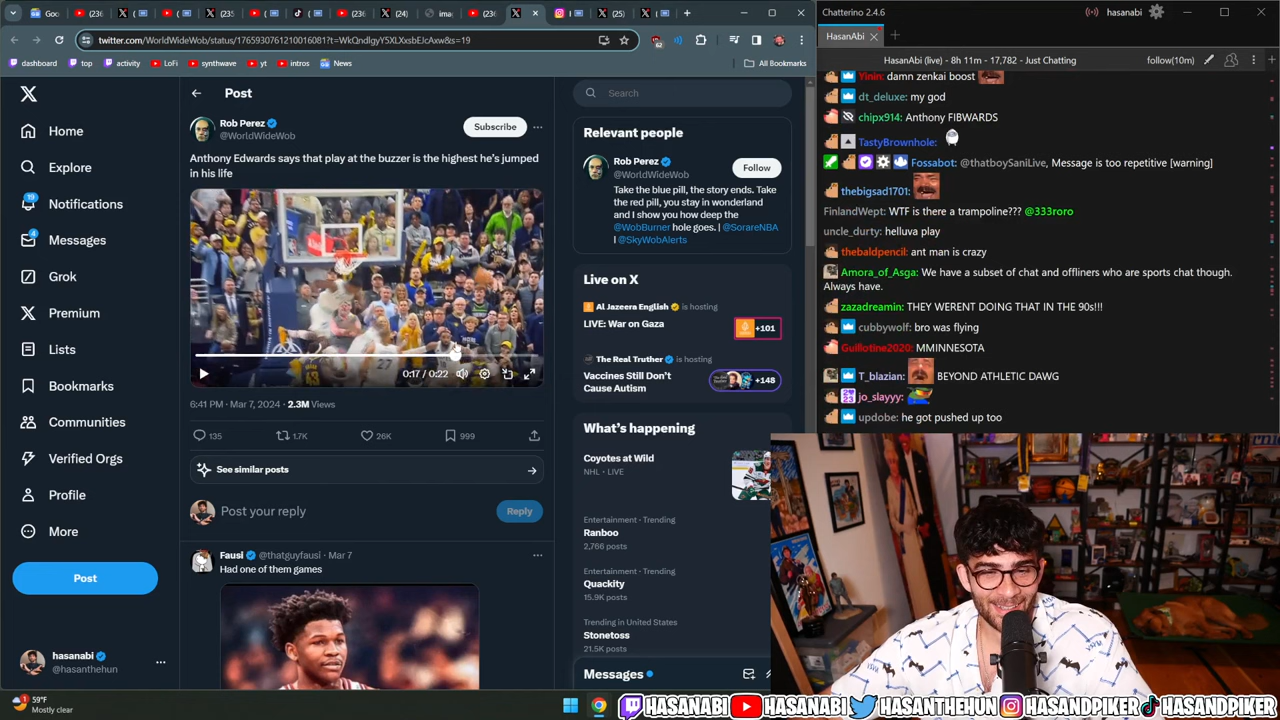 Goo
(
(
(235
(
(
(236
(24)
ima
(236
(
(25)
(
twitter.com/WorldWideWob/status/1765930761210016081?t=WkQndlgyY5XLXxsbEJcAxw&s=19
62
dashboard
top
activity
LoFi
synthwave
yt
intros
News
All Bookmarks
Home
Explore
19
Notifications
4
Messages
Grok
Premium
Lists
Bookmarks
Communities
Verified Orgs
Profile
More
Post
hasanabi
@hasanthehun
Post
Rob Perez
@WorldWideWob
Subscribe
Anthony Edwards says that play at the buzzer is the highest he's jumped
in his life
0:17 / 0:22
6:41 PM · Mar 7, 2024 · 2.3M Views
135
1.7K
26K
999
See similar posts
Post your reply
Reply
Fausi @thatguyfausi · Mar 7
Had one of them games
Search
Relevant people
Rob Perez
@WorldWideWob
Follow
Take the blue pill, the story ends. Take
the red pill, you stay in wonderland
and I show you how deep the
@WobBurner hole goes. | @SorareNBA
| @SkyWobAlerts
Live on X
Al Jazeera English is hosting
LIVE: War on Gaza
+101
The Real Truther is hosting
Vaccines Still Don't
Cause Autism
+148
What's happening
Coyotes at Wild
NHL · LIVE
Entertainment · Trending
Ranboo
2,766 posts
Entertainment · Trending
Quackity
15.9K posts
Trending in United States
Stonetoss
21.5K posts
Messages
Chatterino 2.4.6
hasanabi
HasanAbi
HasanAbi (live) - 8h 11m - 17,782 - Just Chatting
follow(10m)
Yinin: damn zenkai boost
dt_deluxe: my god
chipx914: Anthony FIBWARDS
TastyBrownhole:
Fossabot: @thatboySaniLive, Message is too repetitive [warning]
thebigsad1701:
FinlandWept: WTF is there a trampoline??? @333roro
uncle_durty: helluva play
thebaldpencil: ant man is crazy
Amora_of_Asga: We have a subset of chat and offliners who are sports chat though.
Always have.
zazadreamin: THEY WERENT DOING THAT IN THE 90s!!!
cubbywolf: bro was flying
Guillotine2020: MMINNESOTA
T_blazian: BEYOND ATHLETIC DAWG
jo_slayyy:
updobe: he got pushed up too
1
59°F
Mostly clear
HASANABI
HASANABI
HASANTHEHUN
HASANDPIKER
HASANDPIKER